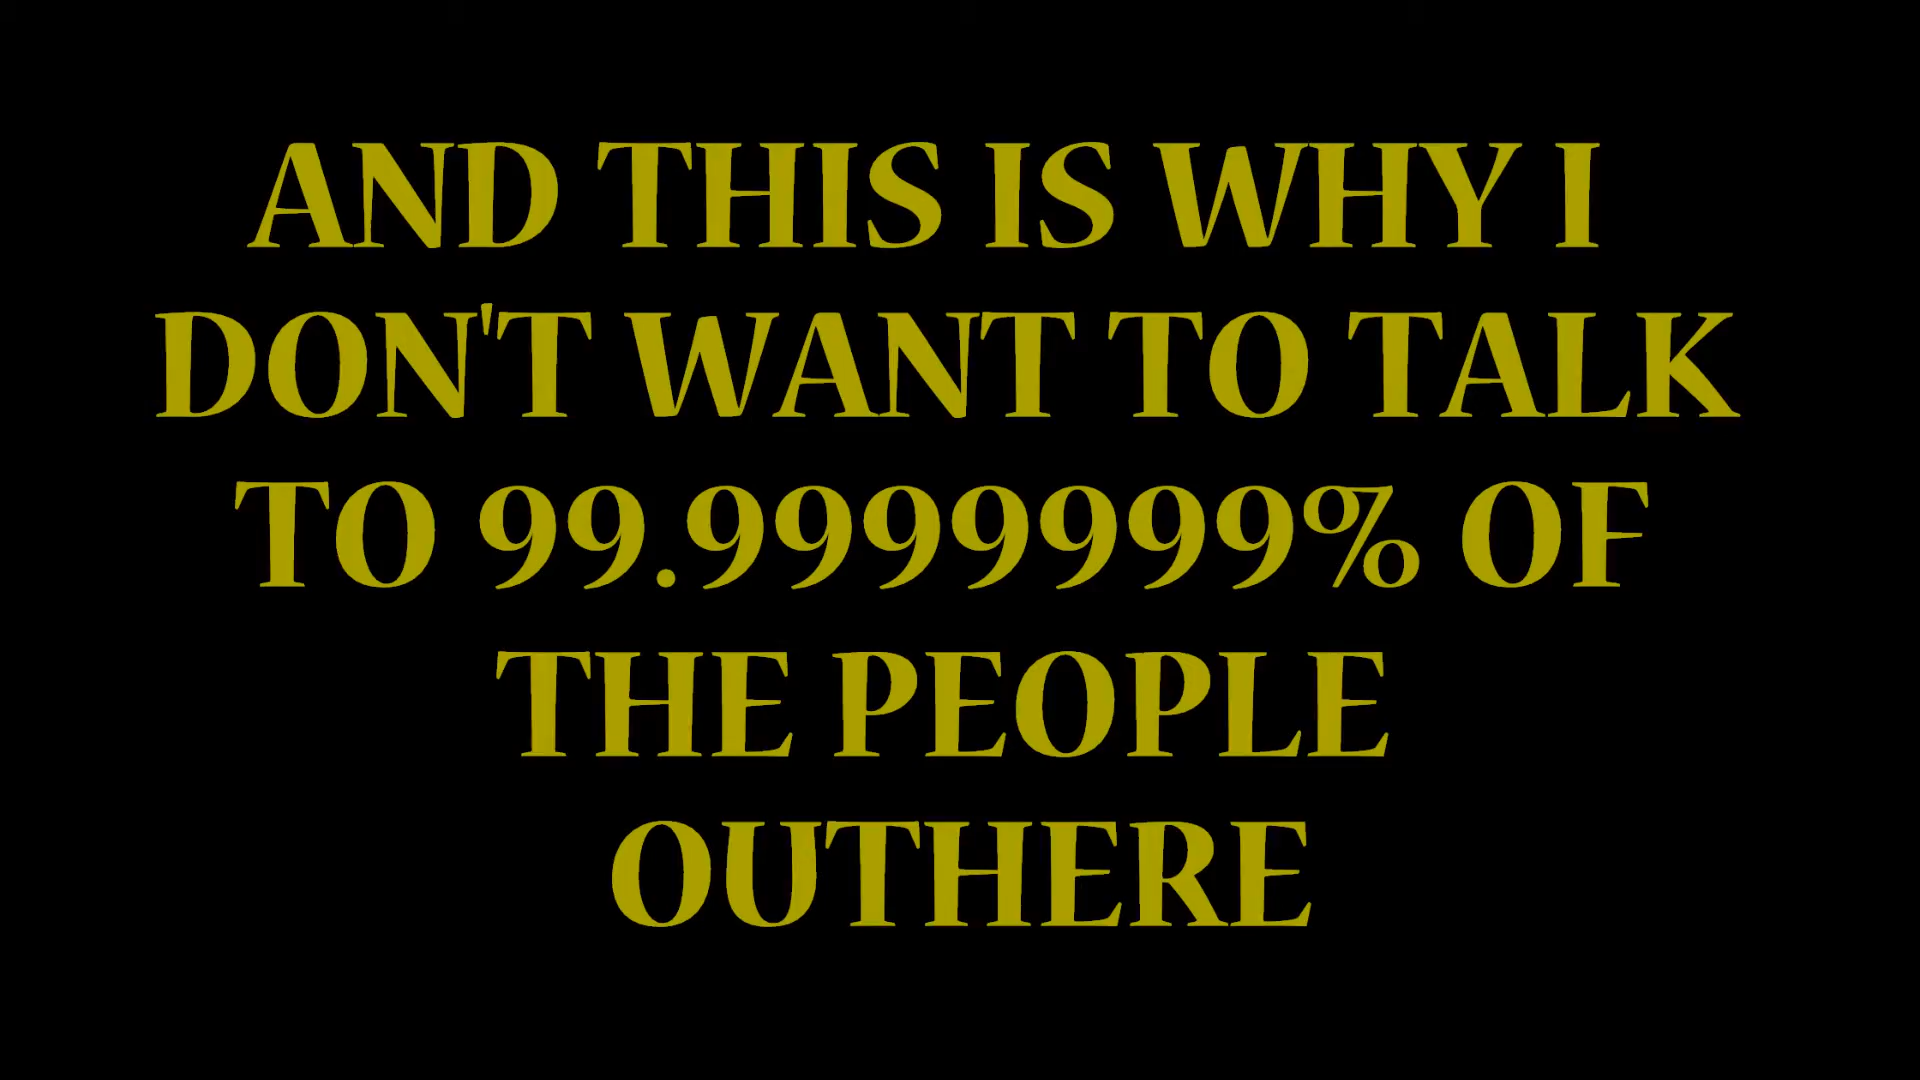 AND THIS IS WHY I
DON'T WANT TO TALK
TO 99.9999999% OF
THE PEOPLE
OUTHERE